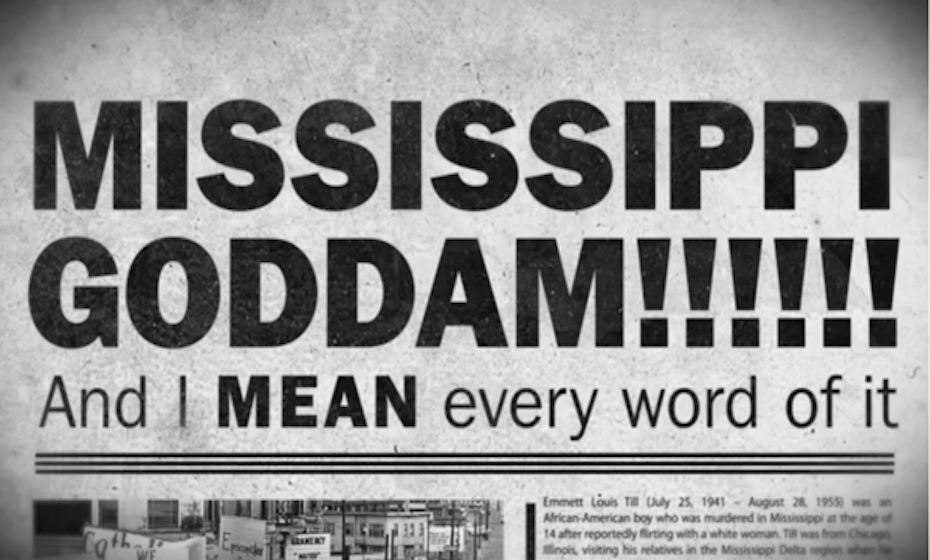 MISSISSIPPI
GODDAM!!!!!!
And I MEAN every word of it
WE
Emmett Louis Till (July 25, 1941 – August 28, 1955) was an
African-American boy who was murdered in Mississippi at the age of
14 after reportedly flirting with a white woman. Till was from Chicago,
Illinois, visiting his relatives in the Mississippi Delta region